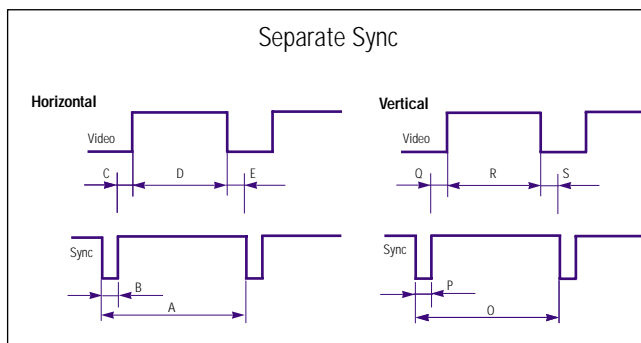 Separate Sync
Horizontal
Vertical
Video
Video
C
D
E
Q
R
S
Sync
Sync
B
P
A
O